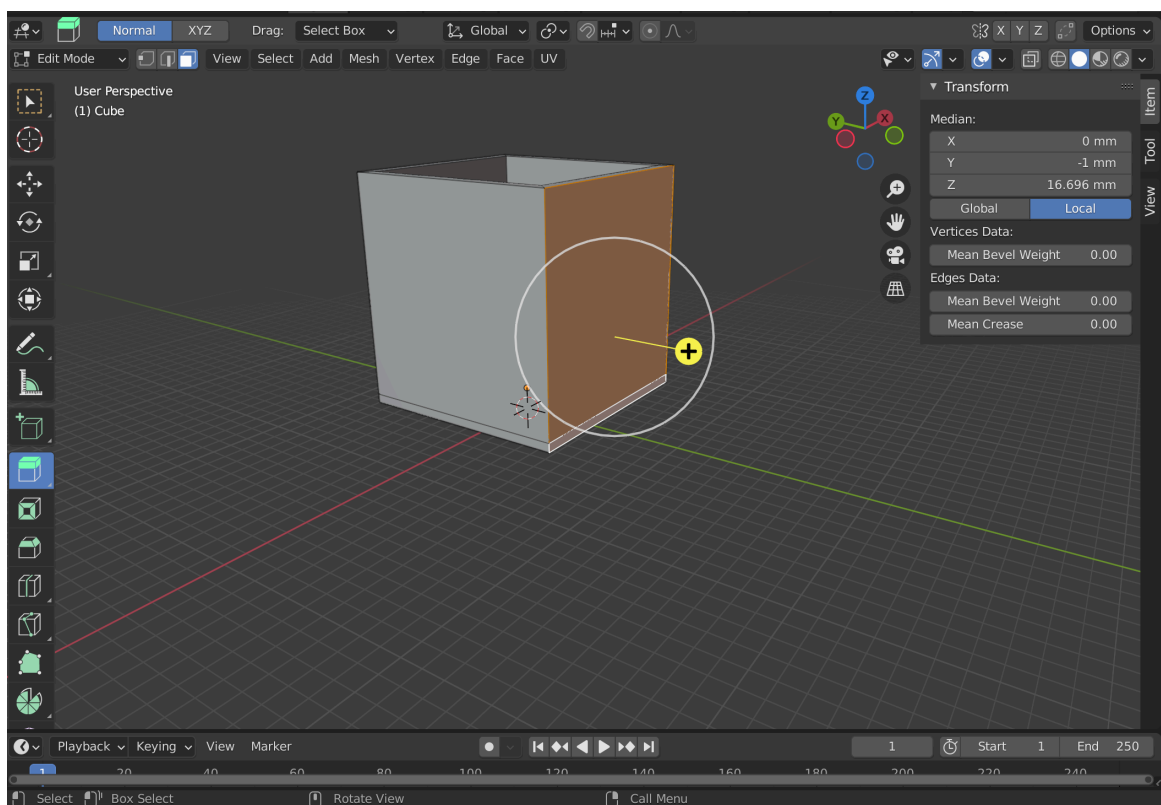 Normal XYZ Drag: Select Box Global X Y Z Options
Edit Mode View Select Add Mesh Vertex Edge Face UV
User Perspective
(1) Cube
Z
Y
X
Transform
Median:
X 0 mm
Y -1 mm
Z 16.696 mm
Global Local
Vertices Data:
Mean Bevel Weight 0.00
Edges Data:
Mean Bevel Weight 0.00
Mean Crease 0.00
Item
Tool
View
Playback Keying View Marker 1 Start 1 End 250
1 20 40 60 80 100 120 140 160 180 200 220 240
Select Box Select Rotate View Call Menu